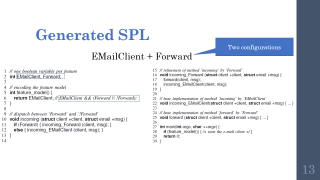 Generated SPL
Two configurations
EMailClient + Forward
1 // one boolean variable per feature
2 int EMailClient, Forward;
3
4 // encoding the feature model
5 int feature_model() {
6 return EMailClient; // EMailClient && (Forward || !Forward);
7 }
8
9 // dispatch between 'Forward' and '!Forward'
10 void incoming (struct client *client, struct email *msg) {
11 if (Forward) { incoming_Forward (client, msg); }
12 else { incoming_EMailClient (client, msg); }
13 }
14
15 // refinement of method 'incoming' by 'Forward'
16 void incoming_Forward (struct client *client, struct email *msg) {
17 forward(client, msg);
18 incoming_EMailClient(client, msg);
19 }
20
21 // base implementation of method 'incoming' by 'EMailClient'
22 void incoming_EMailClient(struct client *client, struct email *msg) { ... }
23
24 // base implementation of method 'forward' by 'Forward'
25 void forward (struct client *client, struct email *msg) { ... }
26
27 int main(int argc, char **argv) {
28 if (feature_model()) { /* start the e-mail client */ }
29 return 0;
30 }
13